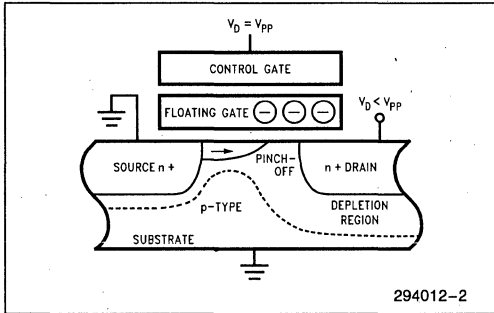 V_D = V_PP
CONTROL GATE
FLOATING GATE - - -
V_D < V_PP
SOURCE n+
PINCH-
OFF
n + DRAIN
p-TYPE
DEPLETION
REGION
SUBSTRATE
294012-2